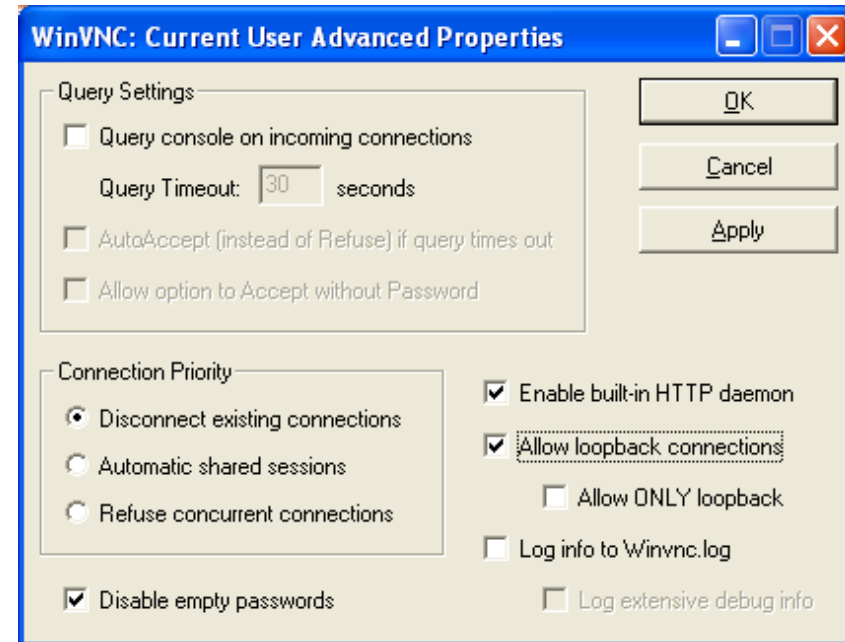 WinVNC: Current User Advanced Properties
Query Settings
Query console on incoming connections
Query Timeout: 30 seconds
AutoAccept (instead of Refuse) if query times out
Allow option to Accept without Password
OK
Cancel
Apply
Connection Priority
Disconnect existing connections
Automatic shared sessions
Refuse concurrent connections
Disable empty passwords
Enable built-in HTTP daemon
Allow loopback connections
Allow ONLY loopback
Log info to Winvnc.log
Log extensive debug info